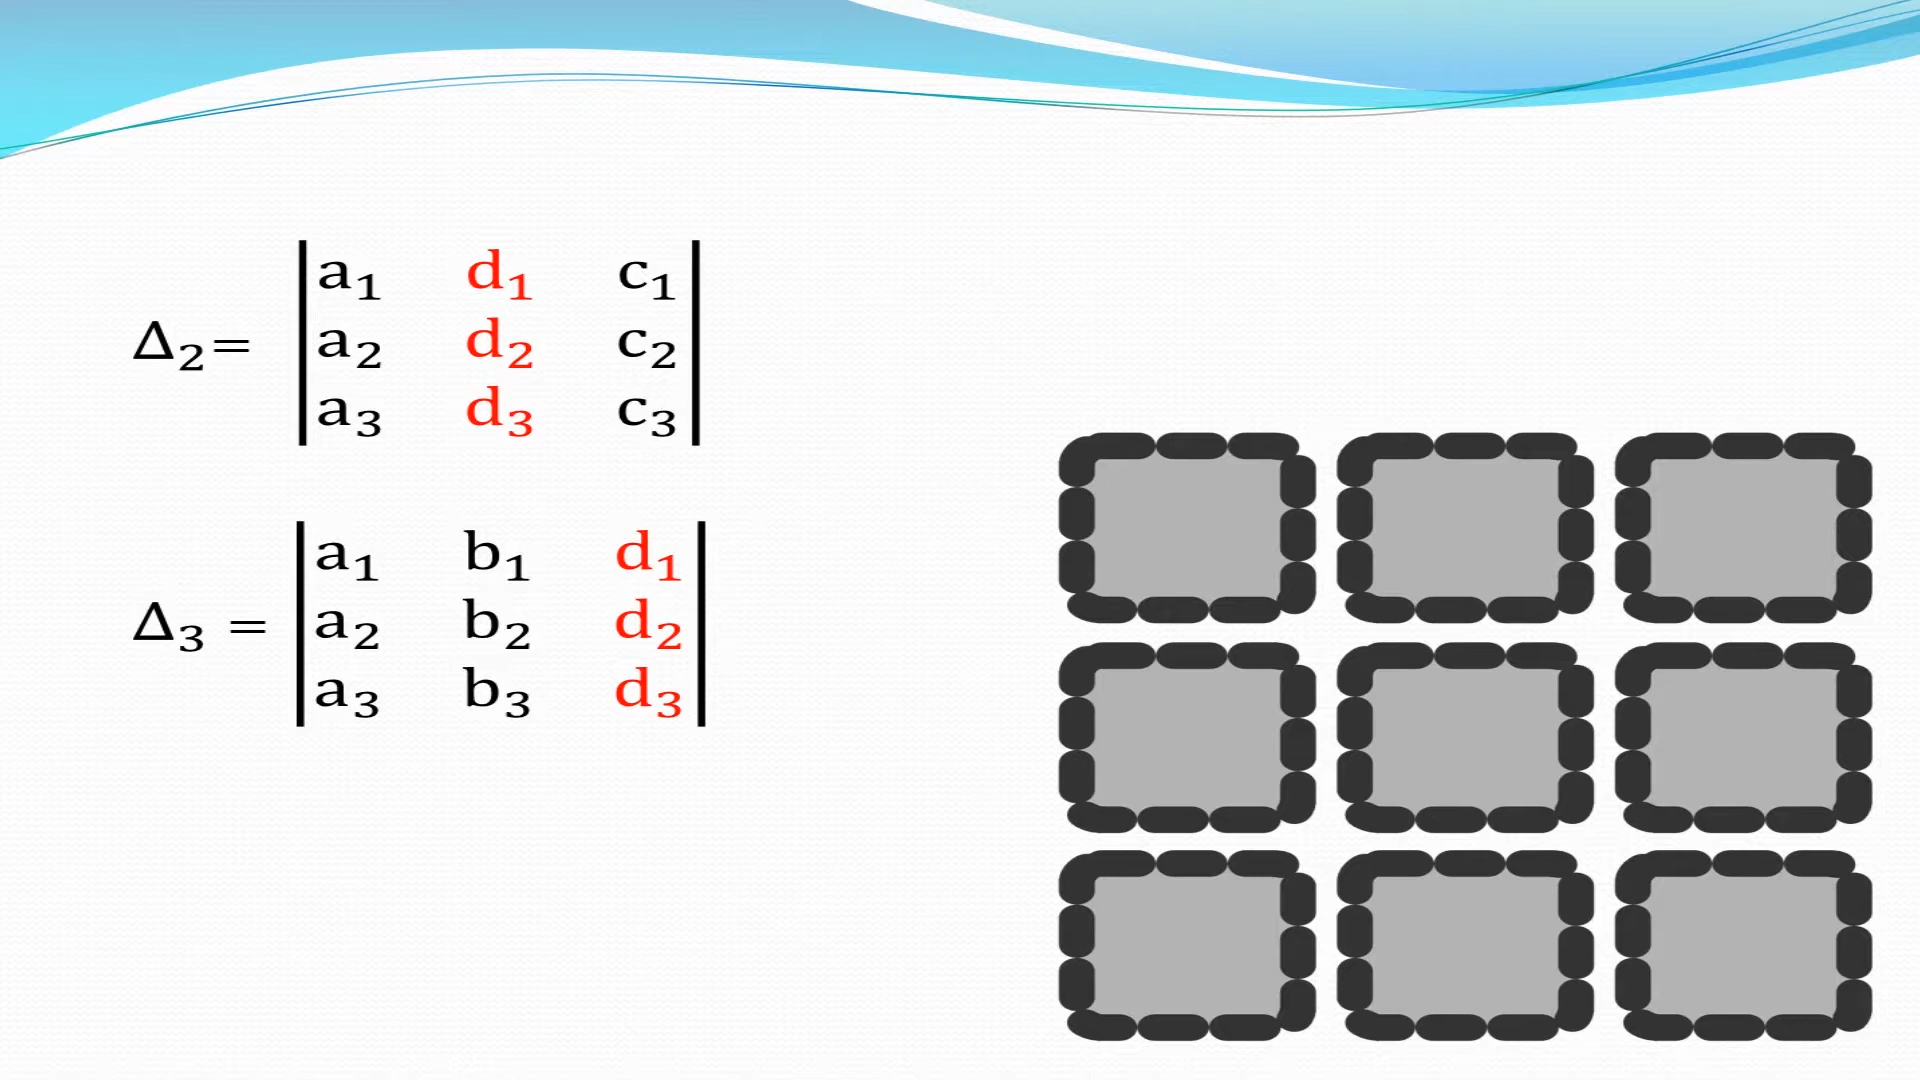 Δ₂= | a₁ d₁ c₁ |
| a₂ d₂ c₂ |
| a₃ d₃ c₃ |
Δ₃ = | a₁ b₁ d₁ |
| a₂ b₂ d₂ |
| a₃ b₃ d₃ |